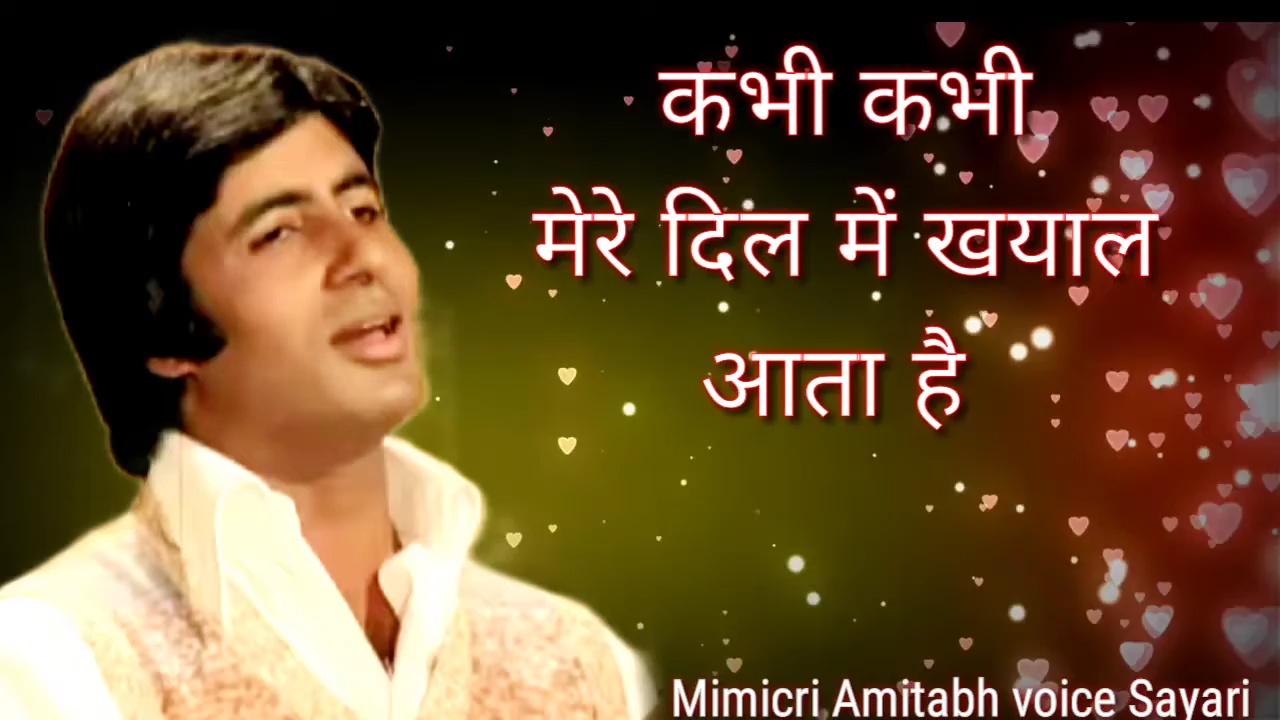 कभी कभी
मेरे दिल में खयाल
आता है
Mimicri Amitabh voice Sayari